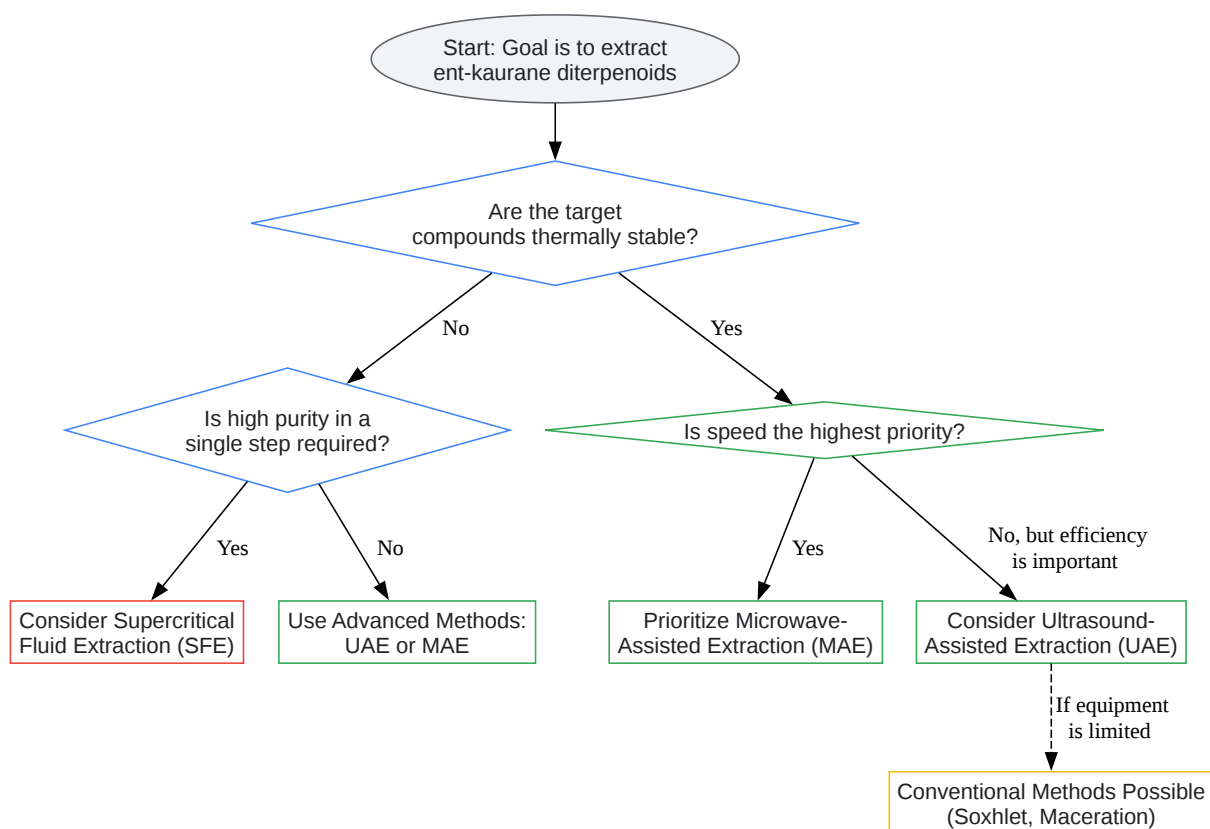 Start: Goal is to extract
ent-kaurane diterpenoids
Are the target
compounds thermally stable?
No
Yes
Is high purity in a
single step required?
Is speed the highest priority?
Yes
No
Yes
No, but efficiency
is important
Consider Supercritical
Fluid Extraction (SFE)
Use Advanced Methods:
UAE or MAE
Prioritize Microwave-
Assisted Extraction (MAE)
Consider Ultrasound-
Assisted Extraction (UAE)
If equipment
is limited
Conventional Methods Possible
(Soxhlet, Maceration)